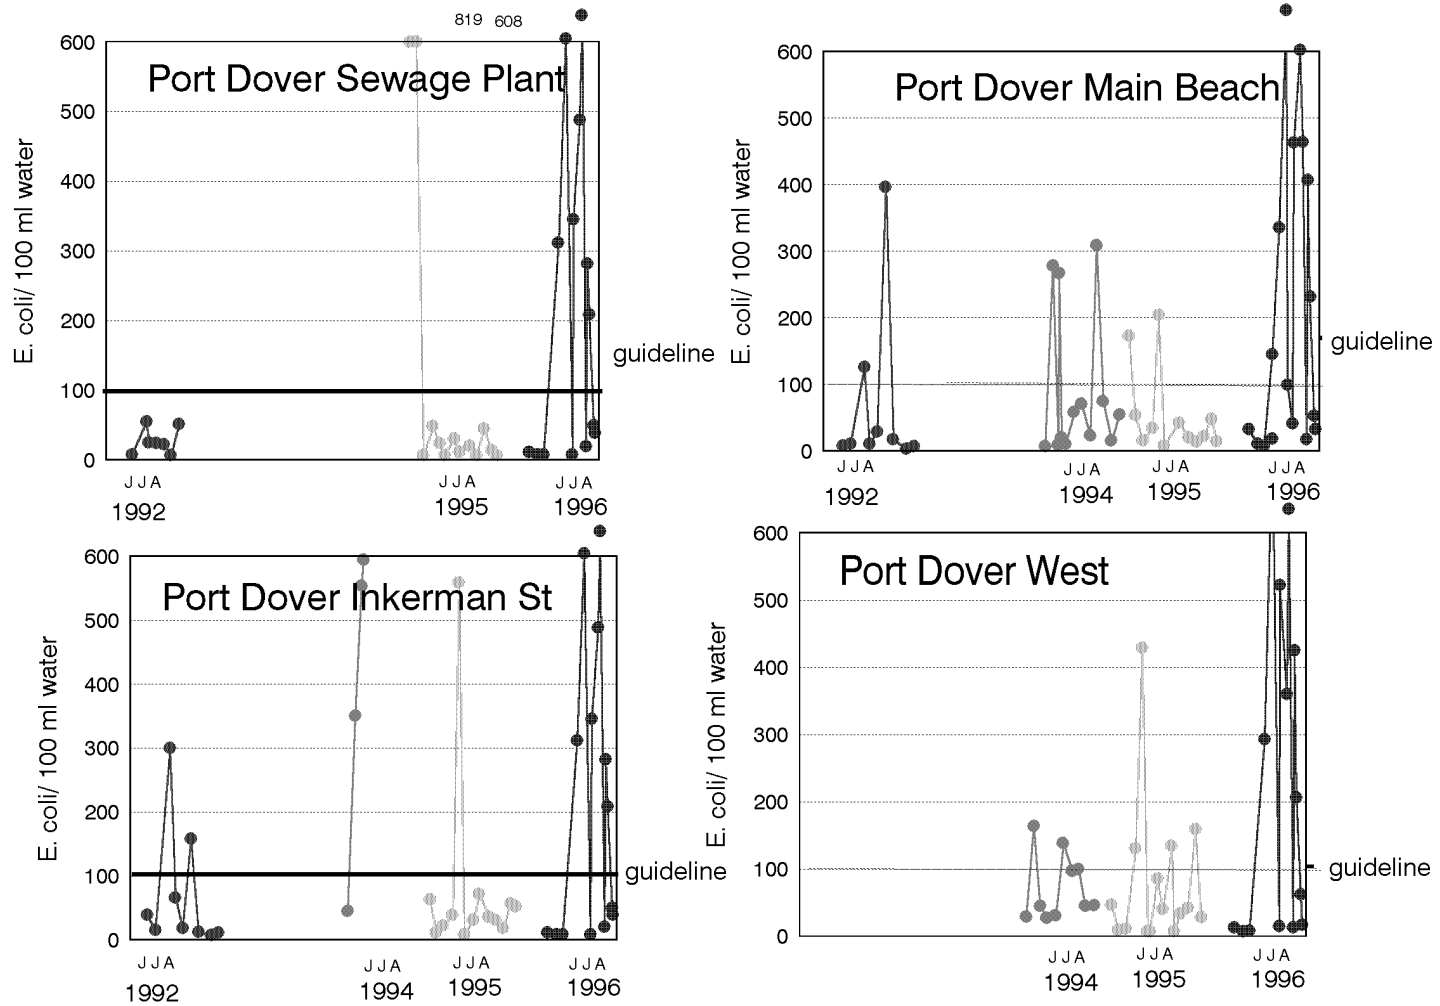 819 608
600
Port Dover Sewage Plant
500
400
300
200
100
0
E. coli/ 100 ml water
guideline
J J A
1992
J J A
1995
J J A
1996
600
Port Dover Main Beach
500
400
300
200
100
0
E. coli/ 100 ml water
guideline
J J A
1992
J J A
1994
J J A
1995
J J A
1996
600
Port Dover Inkerman St
500
400
300
200
100
0
E. coli/ 100 ml water
guideline
J J A
1992
J J A
1994
J J A
1995
J J A
1996
600
Port Dover West
500
400
300
200
100
0
E. coli/ 100 ml water
guideline
J J A
1994
J J A
1995
J J A
1996